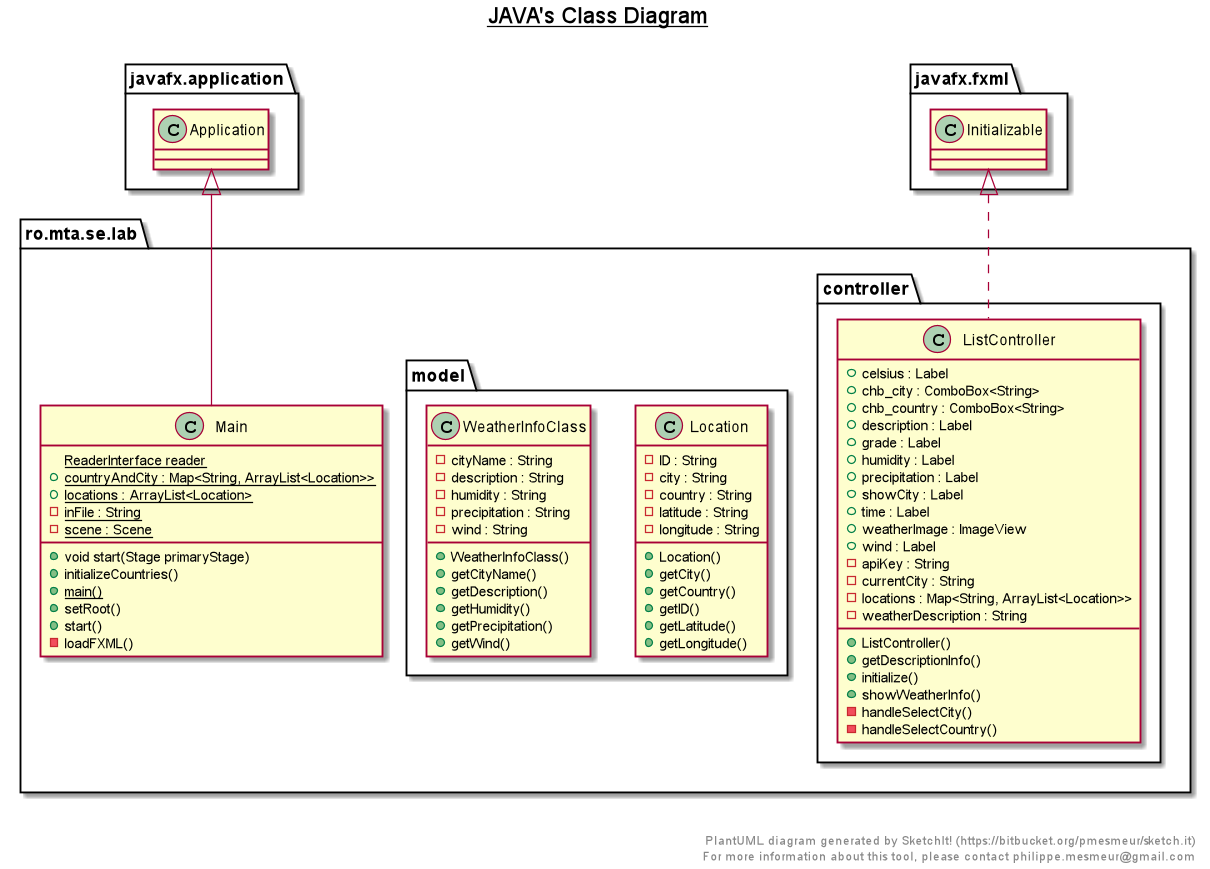 JAVA's Class Diagram
javafx.application
C Application
javafx.fxml
C Initializable
ro.mta.se.lab
C Main
ReaderInterface reader
countryAndCity : Map<String, ArrayList<Location>>
locations : ArrayList<Location>
inFile : String
scene : Scene
void start(Stage primaryStage)
initializeCountries()
main()
setRoot()
start()
loadFXML()
model
C WeatherInfoClass
cityName : String
description : String
humidity : String
precipitation : String
wind : String
WeatherInfoClass()
getCityName()
getDescription()
getHumidity()
getPrecipitation()
getWind()
C Location
ID : String
city : String
country : String
latitude : String
longitude : String
Location()
getCity()
getCountry()
getID()
getLatitude()
getLongitude()
controller
C ListController
celsius : Label
chb_city : ComboBox<String>
chb_country : ComboBox<String>
description : Label
grade : Label
humidity : Label
precipitation : Label
showCity : Label
time : Label
weatherImage : ImageView
wind : Label
apiKey : String
currentCity : String
locations : Map<String, ArrayList<Location>>
weatherDescription : String
ListController()
getDescriptionInfo()
initialize()
showWeatherInfo()
handleSelectCity()
handleSelectCountry()
PlantUML diagram generated by SketchIt! (https://bitbucket.org/pmesmeur/sketch.it)
For more information about this tool, please contact philippe.mesmeur@gmail.com